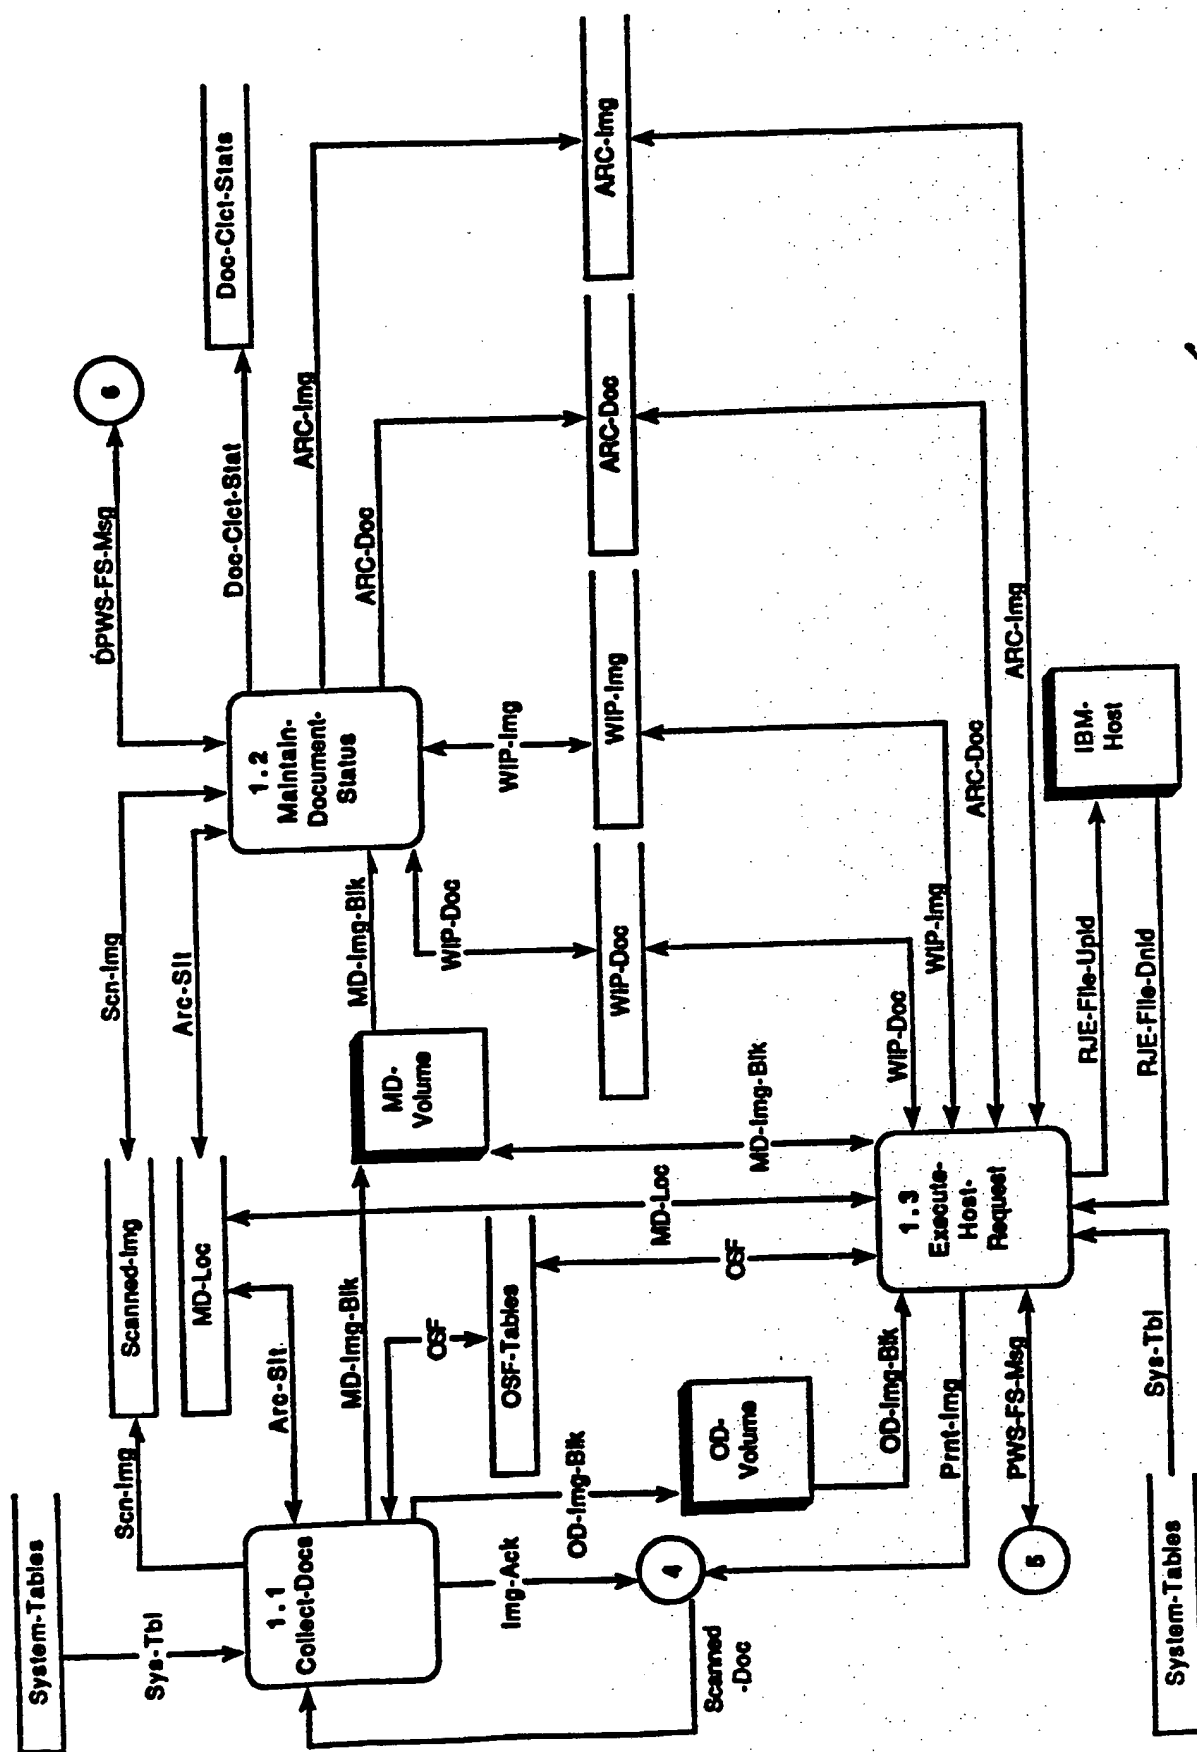 System-Tables
Sys-Tbl
Scn-Img
Scanned-Img
Scn-Img
DPWS-FS-Msg
6
MD-Loc
Arc-Slt
Doc-Clct-Stat
Doc-Clct-Stats
1.1
Collect-Docs
Arc-Slt
1.2
Maintain-
Document-
Status
ARC-Img
MD-Img-Blk
MD-
Volume
MD-Img-Blk
ARC-Doc
OSF
WIP-Doc
Img-Ack
OSF-Tables
WIP-Img
OD-Img-Blk
WIP-Doc
WIP-Img
ARC-Doc
ARC-Img
4
MD-Loc
Scanned
-Doc
OD-
Volume
OSF
MD-Img-Blk
OD-Img-Blk
WIP-Doc
1.3
Execute-
Host-
Request
WIP-Img
Prnt-Img
ARC-Doc
PWS-FS-Msg
ARC-Img
5
RJE-File-Upld
IBM-
Host
RJE-File-Dnld
Sys-Tbl
System-Tables